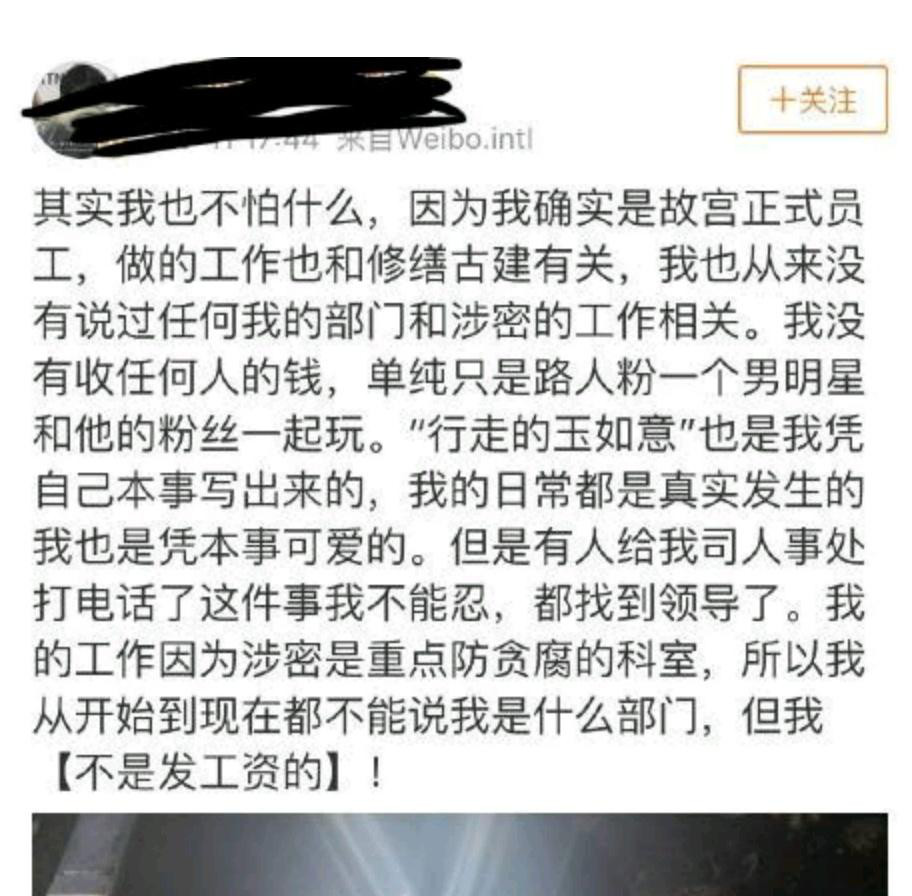 十关注
来自Weibo.intl
其实我也不怕什么，因为我确实是故宫正式员
工，做的工作也和修缮古建有关，我也从来没
有说过任何我的部门和涉密的工作相关。我没
有收任何人的钱，单纯只是路人粉一个男明星
和他的粉丝一起玩。“行走的玉如意”也是我凭
自己本事写出来的，我的日常都是真实发生的
我也是凭本事可爱的。但是有人给我司人事处
打电话了这件事我不能忍，都找到领导了。我
的工作因为涉密是重点防贪腐的科室，所以我
从开始到现在都不能说我是什么部门，但我
【不是发工资的】！